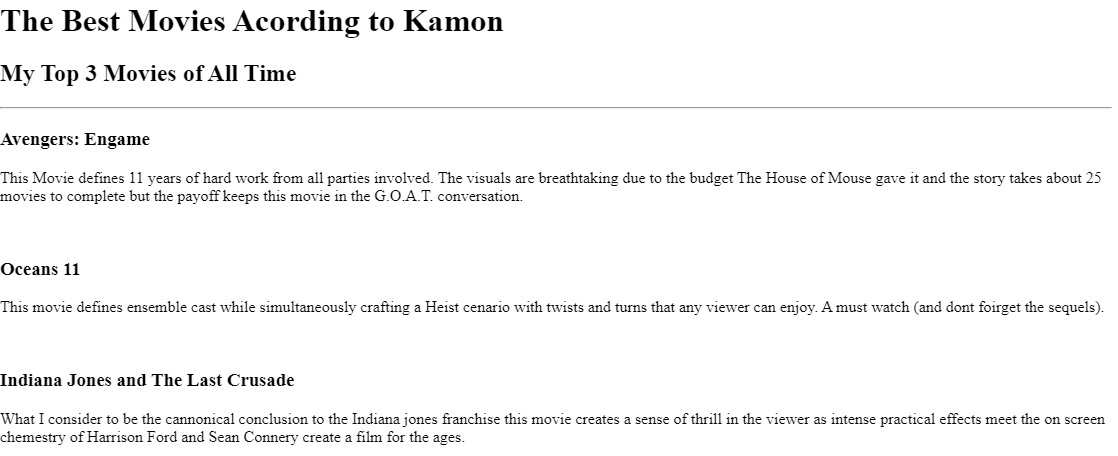 The Best Movies Acording to Kamon
My Top 3 Movies of All Time
Avengers: Engame
This Movie defines 11 years of hard work from all parties involved. The visuals are breathtaking due to the budget The House of Mouse gave it and the story takes about 25
movies to complete but the payoff keeps this movie in the G.O.A.T. conversation.
Oceans 11
This movie defines ensemble cast while simultaneously crafting a Heist cenario with twists and turns that any viewer can enjoy. A must watch (and dont foirget the sequels).
Indiana Jones and The Last Crusade
What I consider to be the cannonical conclusion to the Indiana jones franchise this movie creates a sense of thrill in the viewer as intense practical effects meet the on screen
chemestry of Harrison Ford and Sean Connery create a film for the ages.